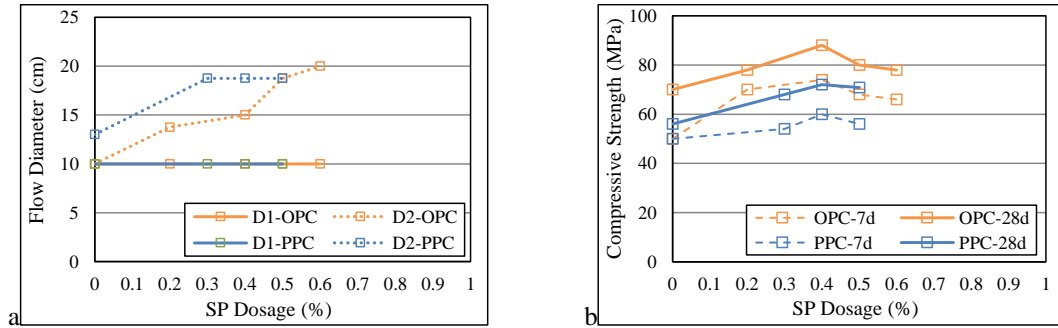 25
20
15
10
5
0
Flow Diameter (cm)
D1-OPC
D2-OPC
D1-PPC
D2-PPC
0 0.1 0.2 0.3 0.4 0.5 0.6 0.7 0.8 0.9 1
SP Dosage (%)
a
100
80
60
40
20
0
Compressive Strength (MPa)
OPC-7d
OPC-28d
PPC-7d
PPC-28d
0 0.1 0.2 0.3 0.4 0.5 0.6 0.7 0.8 0.9 1
SP Dosage (%)
b